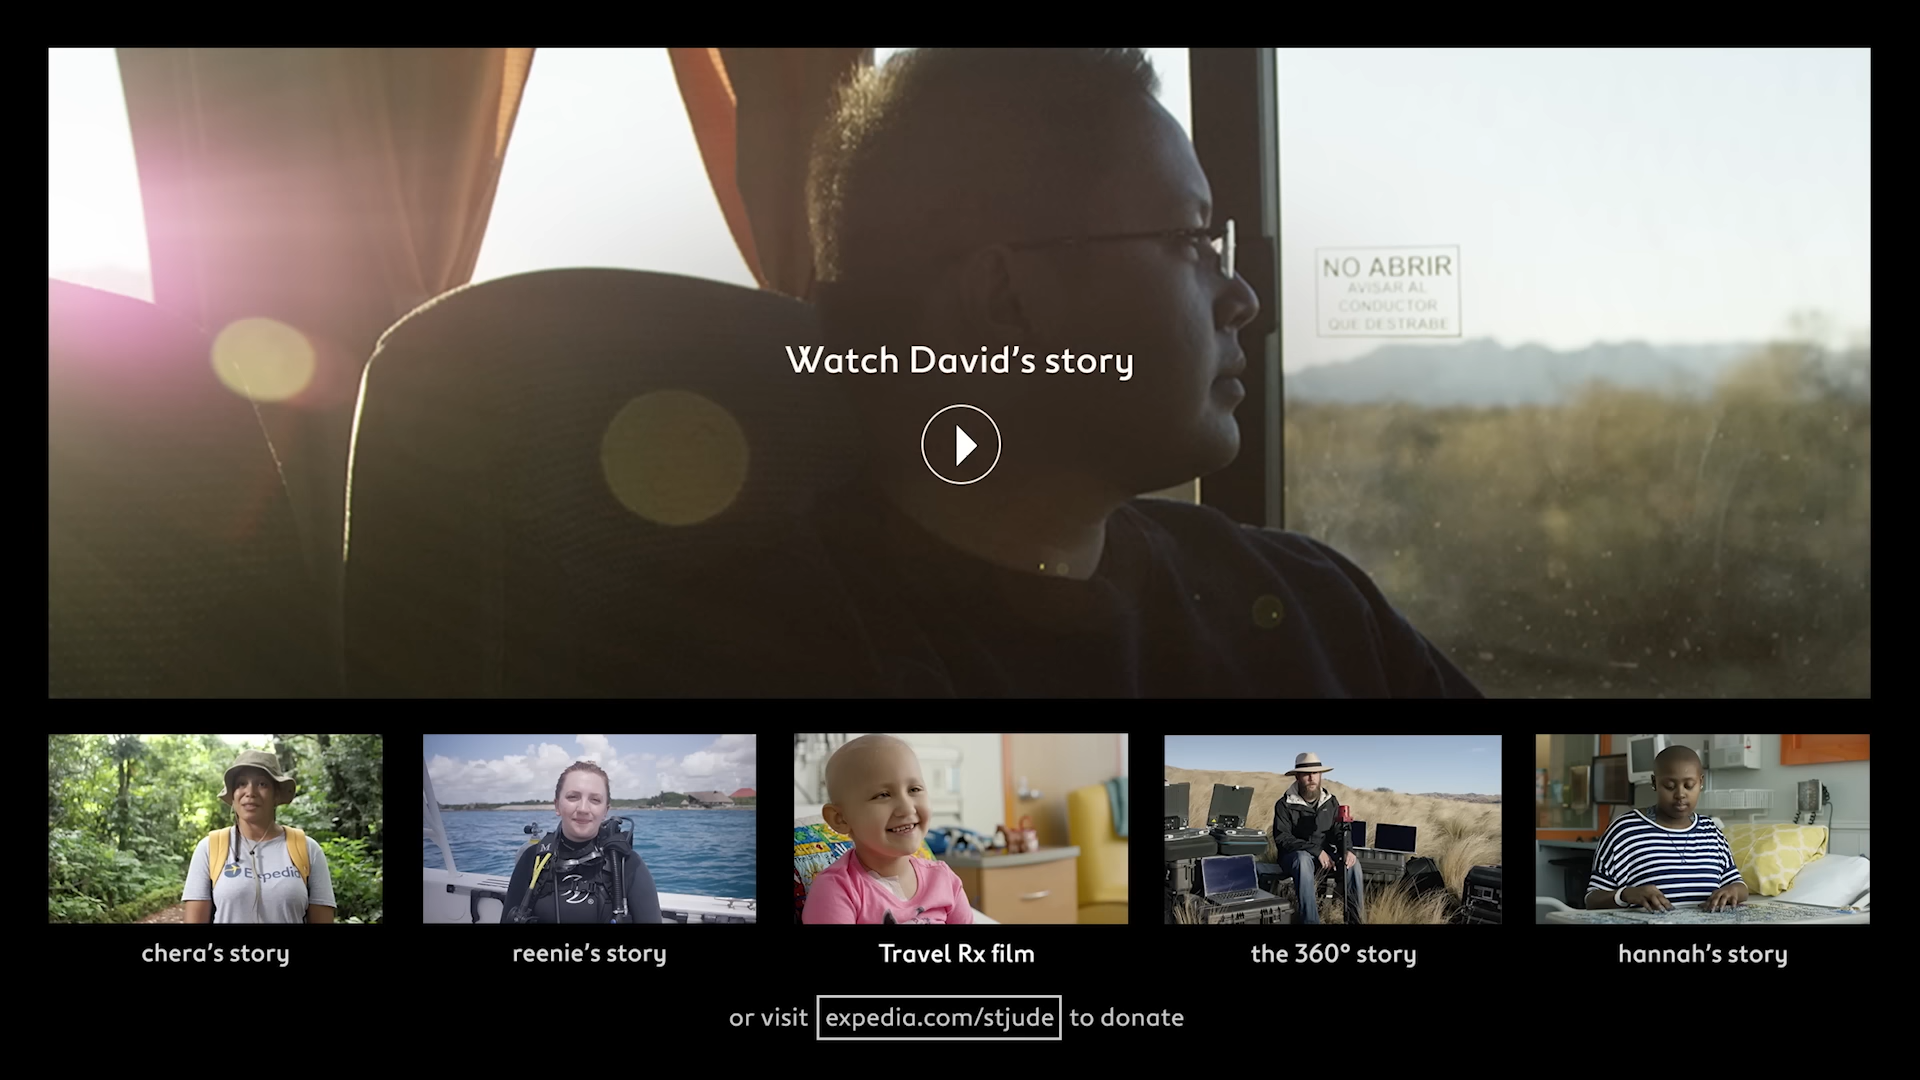 NO ABRIR
AVISAR AL
CONDUCTOR
QUE DESTRABE
Watch David's story
Expedia
chera's story
reenie's story
Travel Rx film
the 360° story
hannah's story
or visit expedia.com/stjude to donate